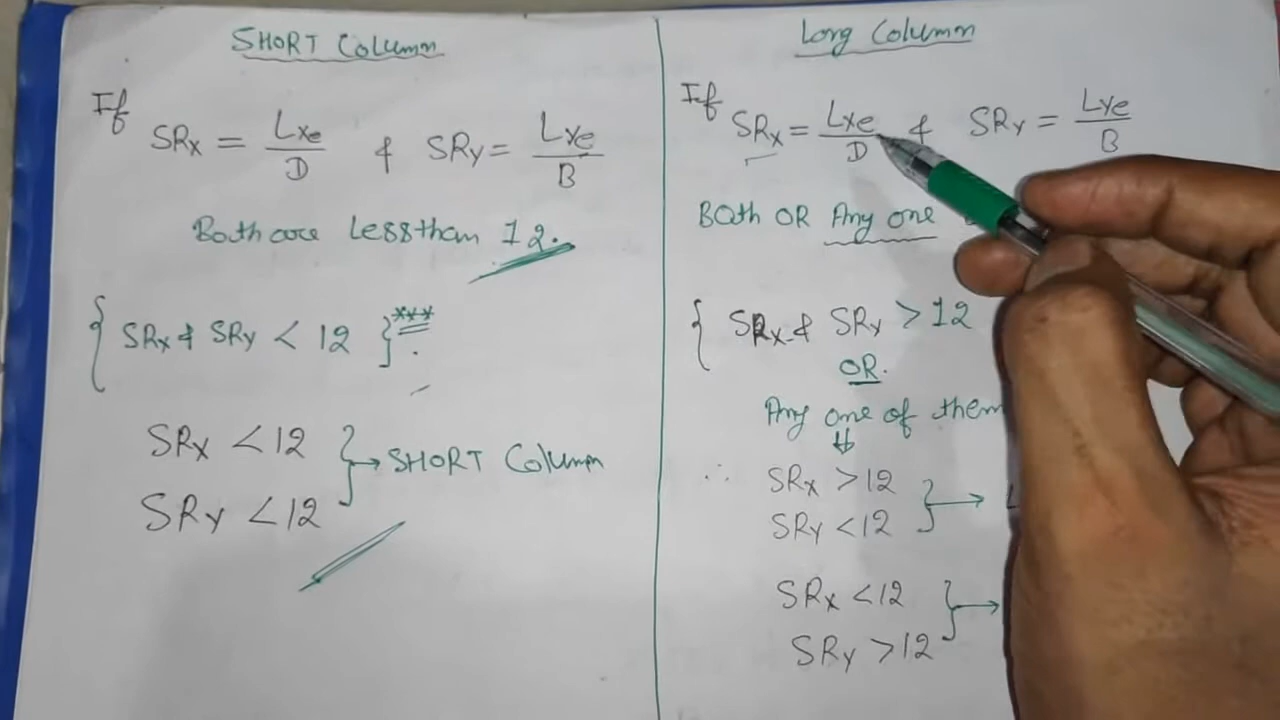 SHORT Column
If
SRx = Lxe/D & SRY = LYe/B
Both are Less than 12.
{ SRx & SRy < 12 } ***
SRx < 12
SRY < 12
} → SHORT Column
Long Column
If
SRx = Lxe/D & SRY = LYe/B
Both OR Any one
{ SRx & SRy > 12
OR.
Any one of them
⇓
∴ SRx > 12
SRy < 12
} →
SRx < 12
SRy > 12
} →